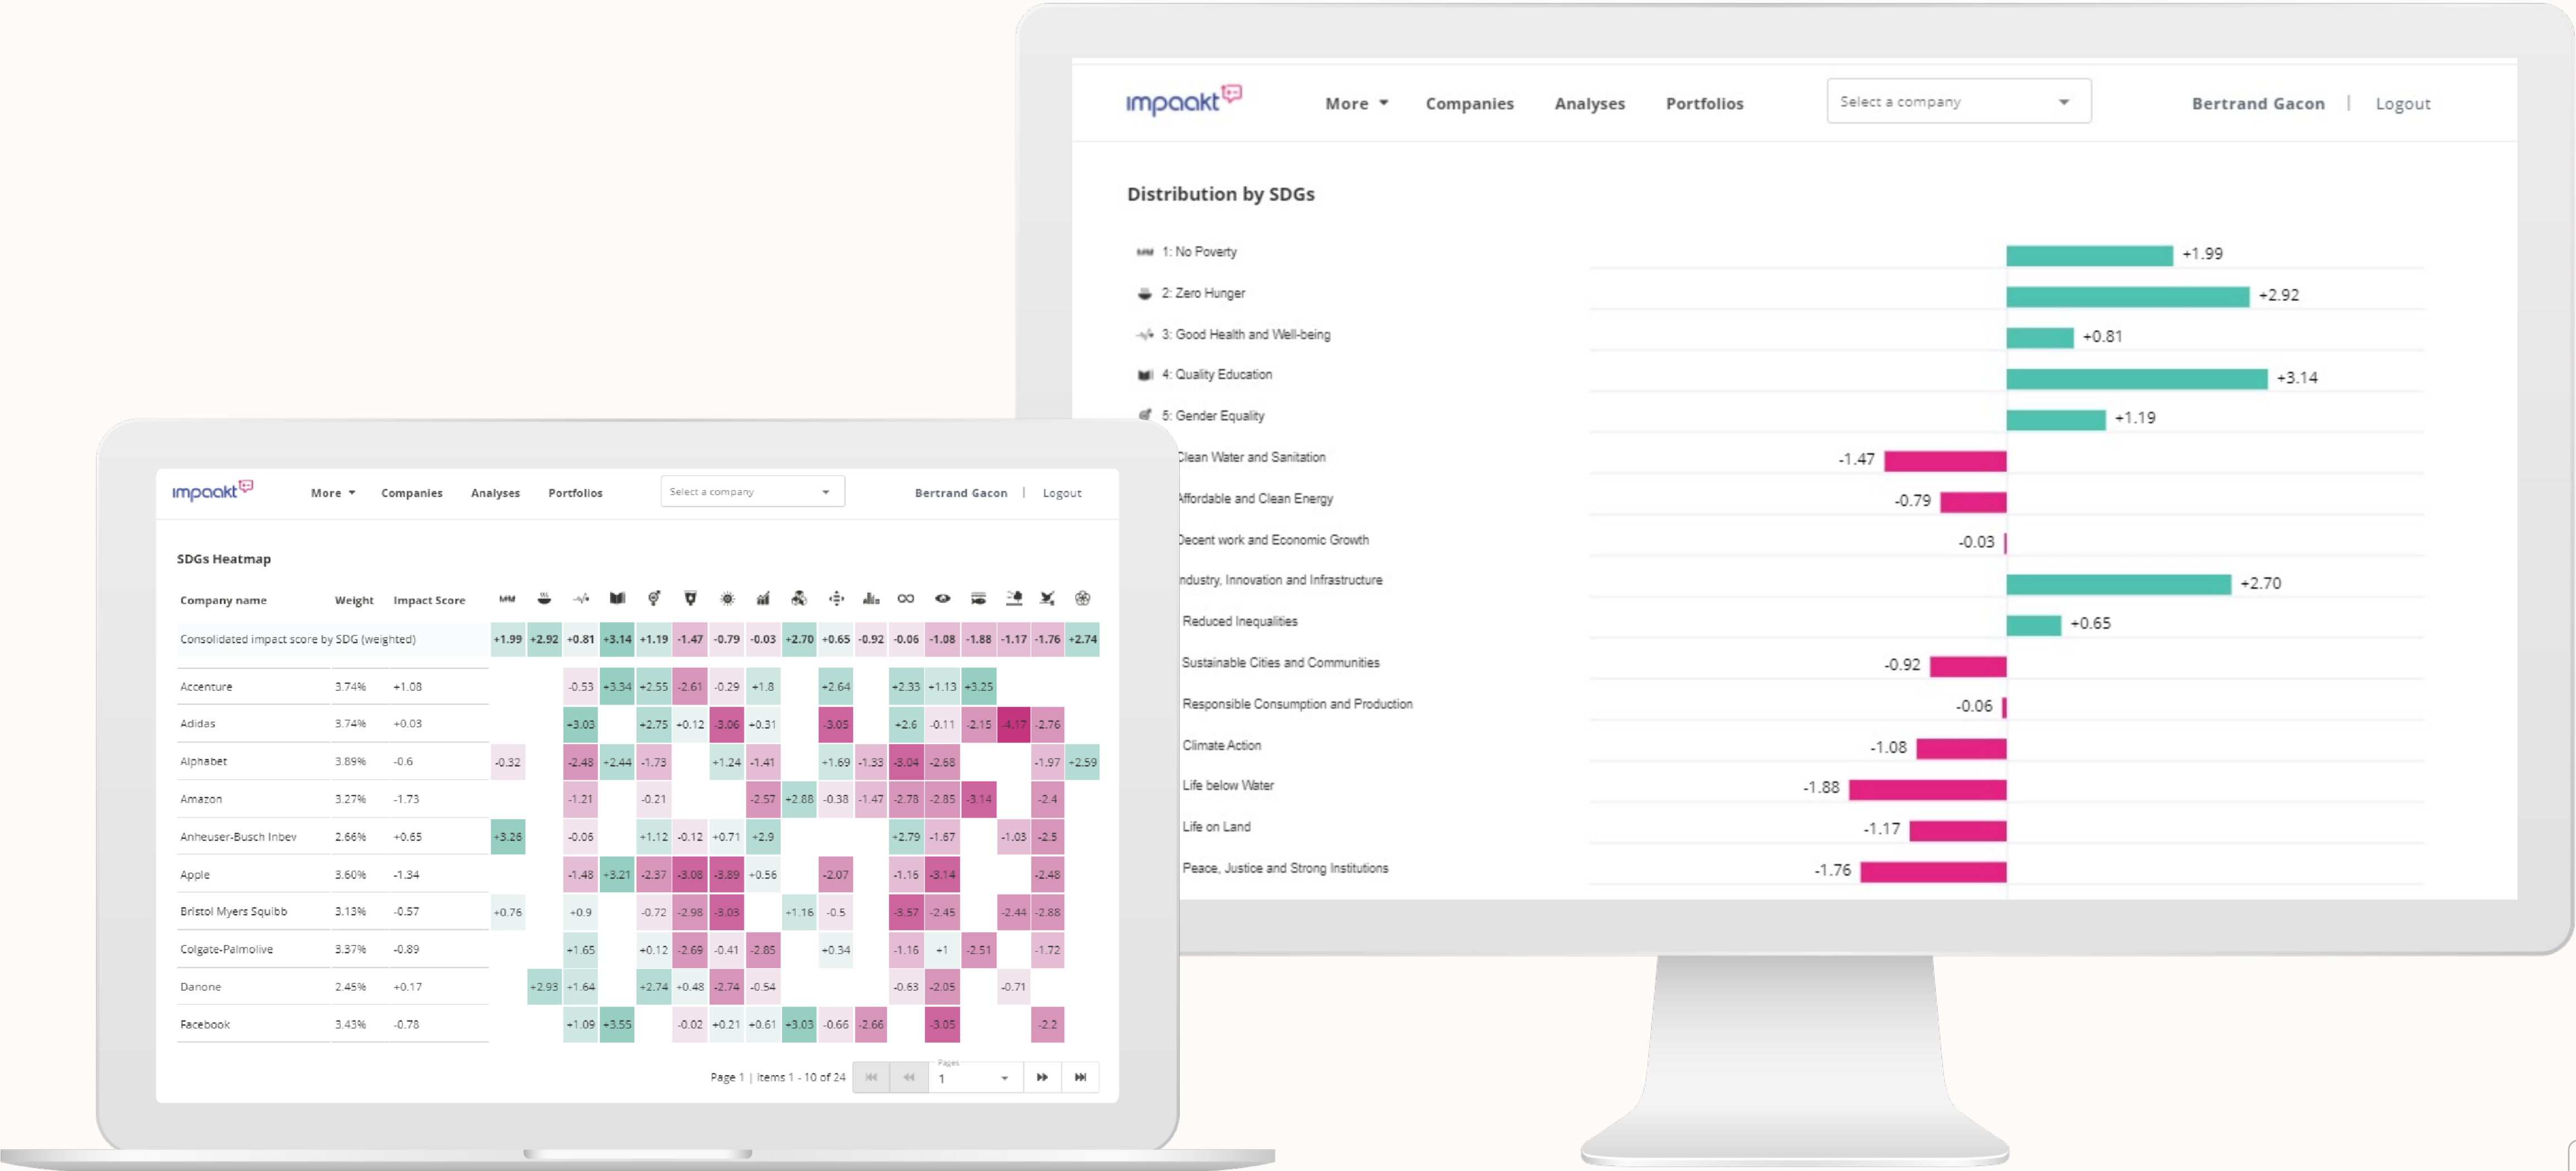 impaakt
More Companies Analyses Portfolios Select a company Bertrand Gacon | Logout
Distribution by SDGs
1: No Poverty +1.99
2: Zero Hunger +2.92
3: Good Health and Well-being +0.81
4: Quality Education +3.14
5: Gender Equality +1.19
Clean Water and Sanitation -1.47
Affordable and Clean Energy -0.79
Decent work and Economic Growth -0.03
ndustry, Innovation and Infrastructure +2.70
Reduced Inequalities +0.65
Sustainable Cities and Communities -0.92
Responsible Consumption and Production -0.06
Climate Action -1.08
Life below Water -1.88
Life on Land -1.17
Peace, Justice and Strong Institutions -1.76
impaakt
More Companies Analyses Portfolios Select a company Bertrand Gacon | Logout
SDGs Heatmap
Company name Weight Impact Score
Consolidated impact score by SDG (weighted) +1.99 +2.92 +0.81 +3.14 +1.19 -1.47 -0.79 -0.03 +2.70 +0.65 -0.92 -0.06 -1.08 -1.88 -1.17 -1.76 +2.74
Accenture 3.74% +1.08 -0.53 +3.34 +2.55 -2.61 -0.29 +1.8 +2.64 +2.33 +1.13 +3.25
Adidas 3.74% +0.03 +3.03 +2.75 +0.12 -3.06 +0.31 -3.05 +2.6 -0.11 -2.15 -4.17 -2.76
Alphabet 3.89% -0.6 -0.32 -2.48 +2.44 -1.73 +1.24 -1.41 +1.69 -1.33 -3.04 -2.68 -1.97 +2.59
Amazon 3.27% -1.73 -1.21 -0.21 -2.57 +2.88 -0.38 -1.47 -2.78 -2.85 -3.14 -2.4
Anheuser-Busch Inbev 2.66% +0.65 +3.26 -0.06 +1.12 -0.12 +0.71 +2.9 +2.79 -1.67 -1.03 -2.5
Apple 3.60% -1.34 -1.48 +3.21 -2.37 -3.08 -3.89 +0.56 -2.07 -1.16 -3.14 -2.48
Bristol Myers Squibb 3.13% -0.57 +0.76 +0.9 -0.72 -2.98 -3.03 +1.16 -0.5 -3.57 -2.45 -2.44 -2.88
Colgate-Palmolive 3.37% -0.89 +1.65 +0.12 -2.69 -0.41 -2.85 +0.34 -1.16 +1 -2.51 -1.72
Danone 2.45% +0.17 +2.93 +1.64 +2.74 +0.48 -2.74 -0.54 -0.63 -2.05 -0.71
Facebook 3.43% -0.78 +1.09 +3.55 -0.02 +0.21 +0.61 +3.03 -0.66 -2.66 -3.05 -2.2
Pages
Page 1 | Items 1 - 10 of 24 1